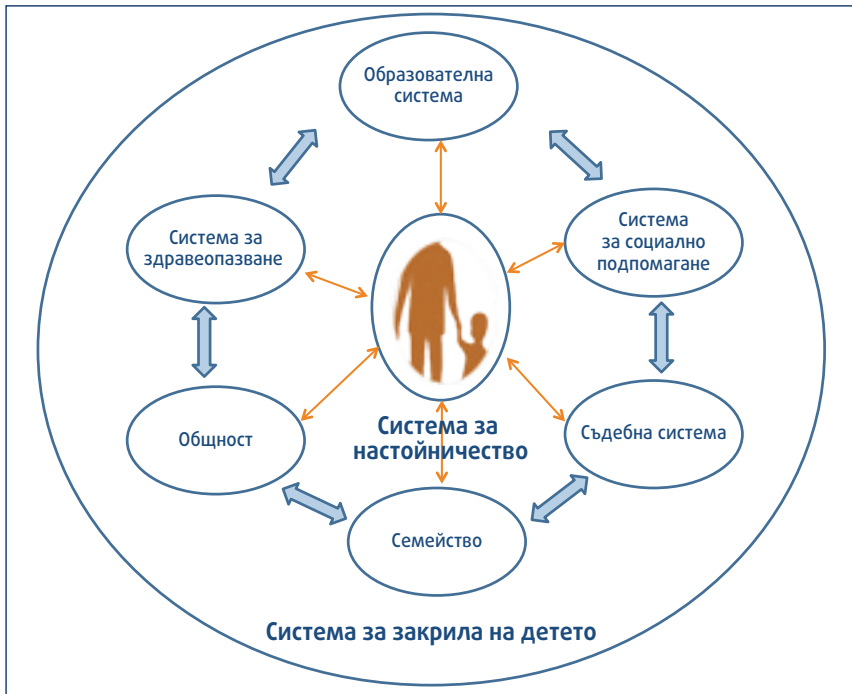 Образователна
система
Система за
здравеопазване
Система
за социално
подпомагане
Общност
Система за
настойничество
Съдебна система
Семейство
Система за закрила на детето